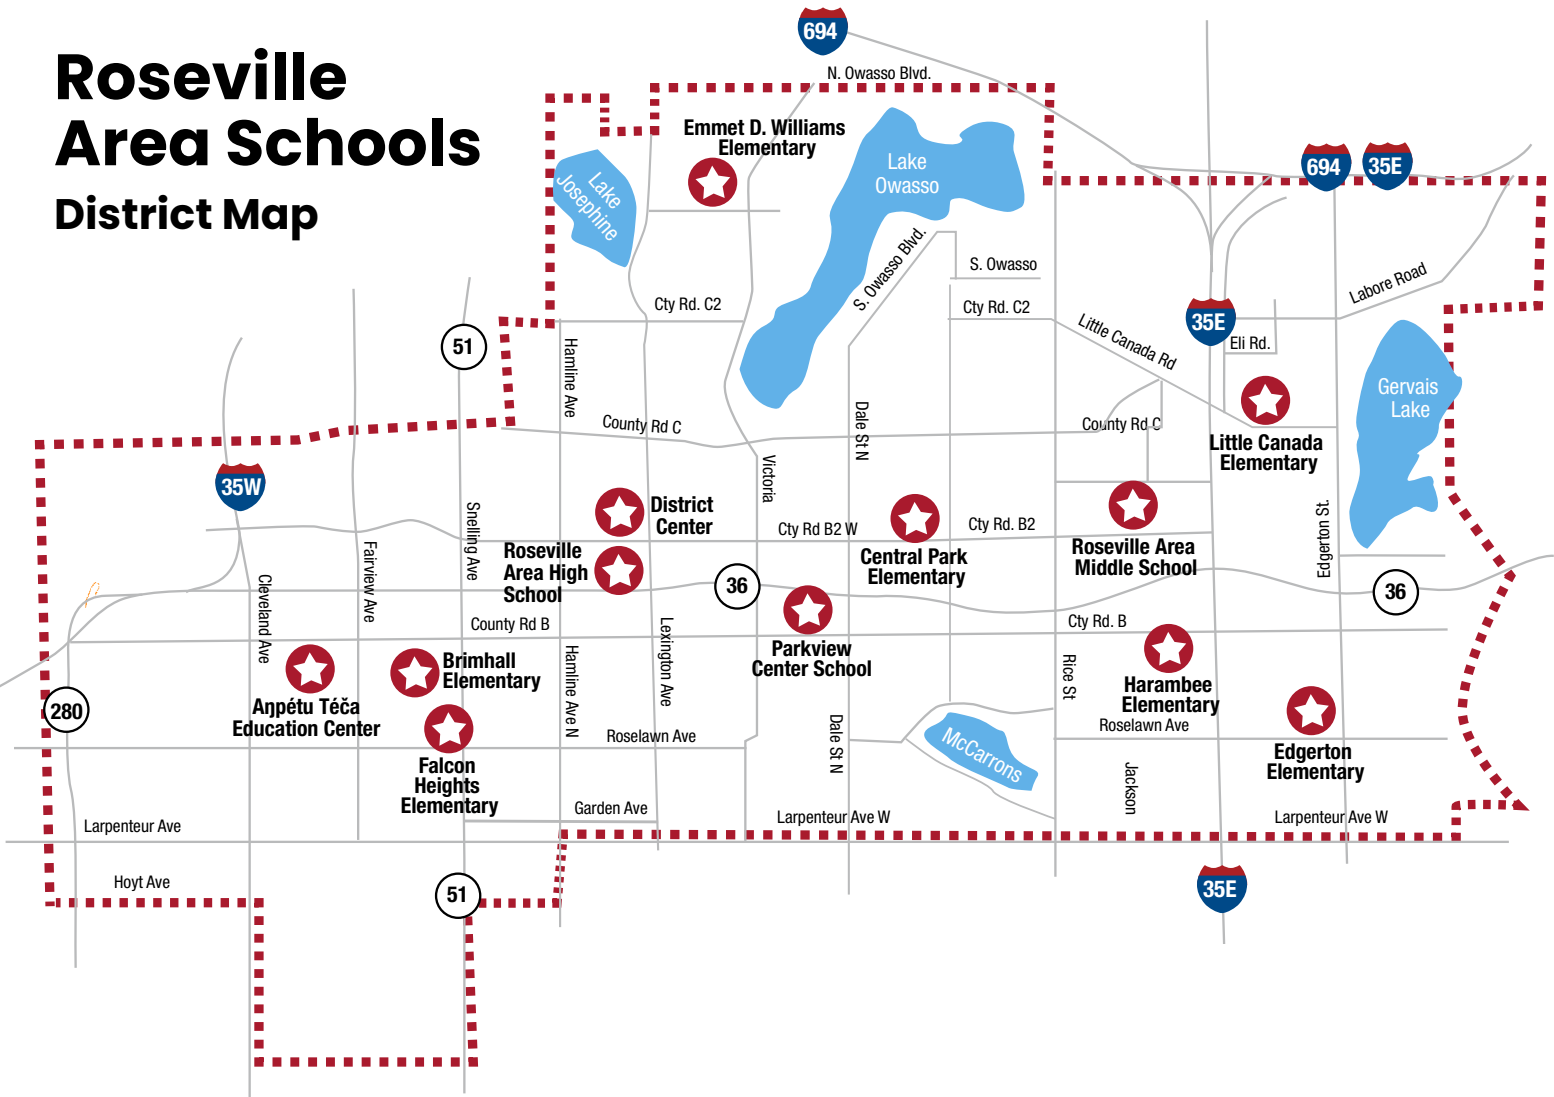 Roseville
Area Schools
District Map
694
N. Owasso Blvd.
Emmet D. Williams
Elementary
Lake
Josephine
Lake
Owasso
694
35E
S. Owasso Blvd.
S. Owasso
Labore Road
Cty Rd. C2
Cty Rd. C2
Little Canada Rd
35E
Eli Rd.
51
Hamline Ave
Gervais
Lake
County Rd C
Dale St N
County Rd C
Little Canada
Elementary
35W
Victoria
District
Center
Snelling Ave
Cty Rd B2 W
Cty Rd. B2
Edgerton St.
Roseville
Area High
School
Central Park
Elementary
Roseville Area
Middle School
Fairview Ave
Cleveland Ave
36
36
County Rd B
Cty Rd. B
Lexington Ave
Parkview
Center School
Brimhall
Elementary
Hamline Ave N
Rice St
Harambee
Elementary
280
Aŋpétu Téča
Education Center
Roselawn Ave
Roselawn Ave
Dale St N
McCarrons
Falcon
Heights
Elementary
Edgerton
Elementary
Jackson
Garden Ave
Larpenteur Ave
Larpenteur Ave W
Larpenteur Ave W
Hoyt Ave
51
35E